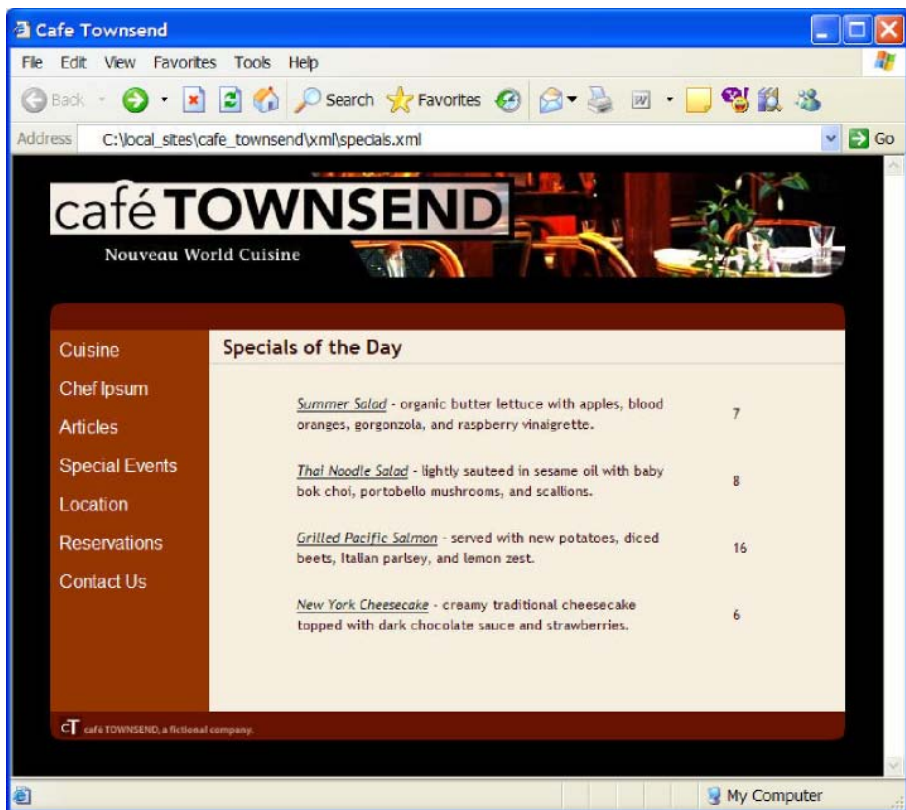 Cafe Townsend
File Edit View Favorites Tools Help
Back Search Favorites
Address C:\local_sites\cafe_townsend\xml\specials.xml Go
café TOWNSEND
Nouveau World Cuisine
Specials of the Day
Cuisine
Chef Ipsum
Articles
Special Events
Location
Reservations
Contact Us
Summer Salad - organic butter lettuce with apples, blood
oranges, gorgonzola, and raspberry vinaigrette.
7
Thai Noodle Salad - lightly sauteed in sesame oil with baby
bok choi, portobello mushrooms, and scallions.
8
Grilled Pacific Salmon - served with new potatoes, diced
beets, Italian parlsey, and lemon zest.
16
New York Cheesecake - creamy traditional cheesecake
topped with dark chocolate sauce and strawberries.
6
cT café TOWNSEND, a fictional company.
My Computer